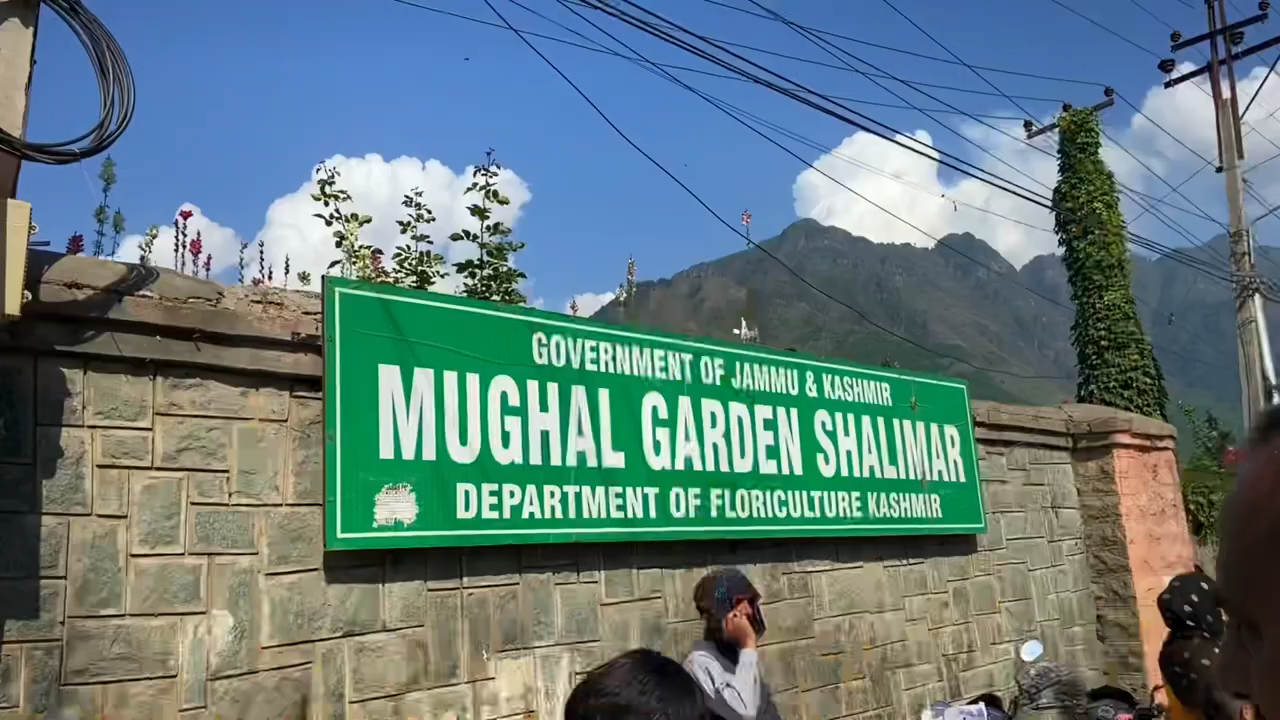 GOVERNMENT OF JAMMU & KASHMIR
MUGHAL GARDEN SHALIMAR
DEPARTMENT OF FLORICULTURE KASHMIR